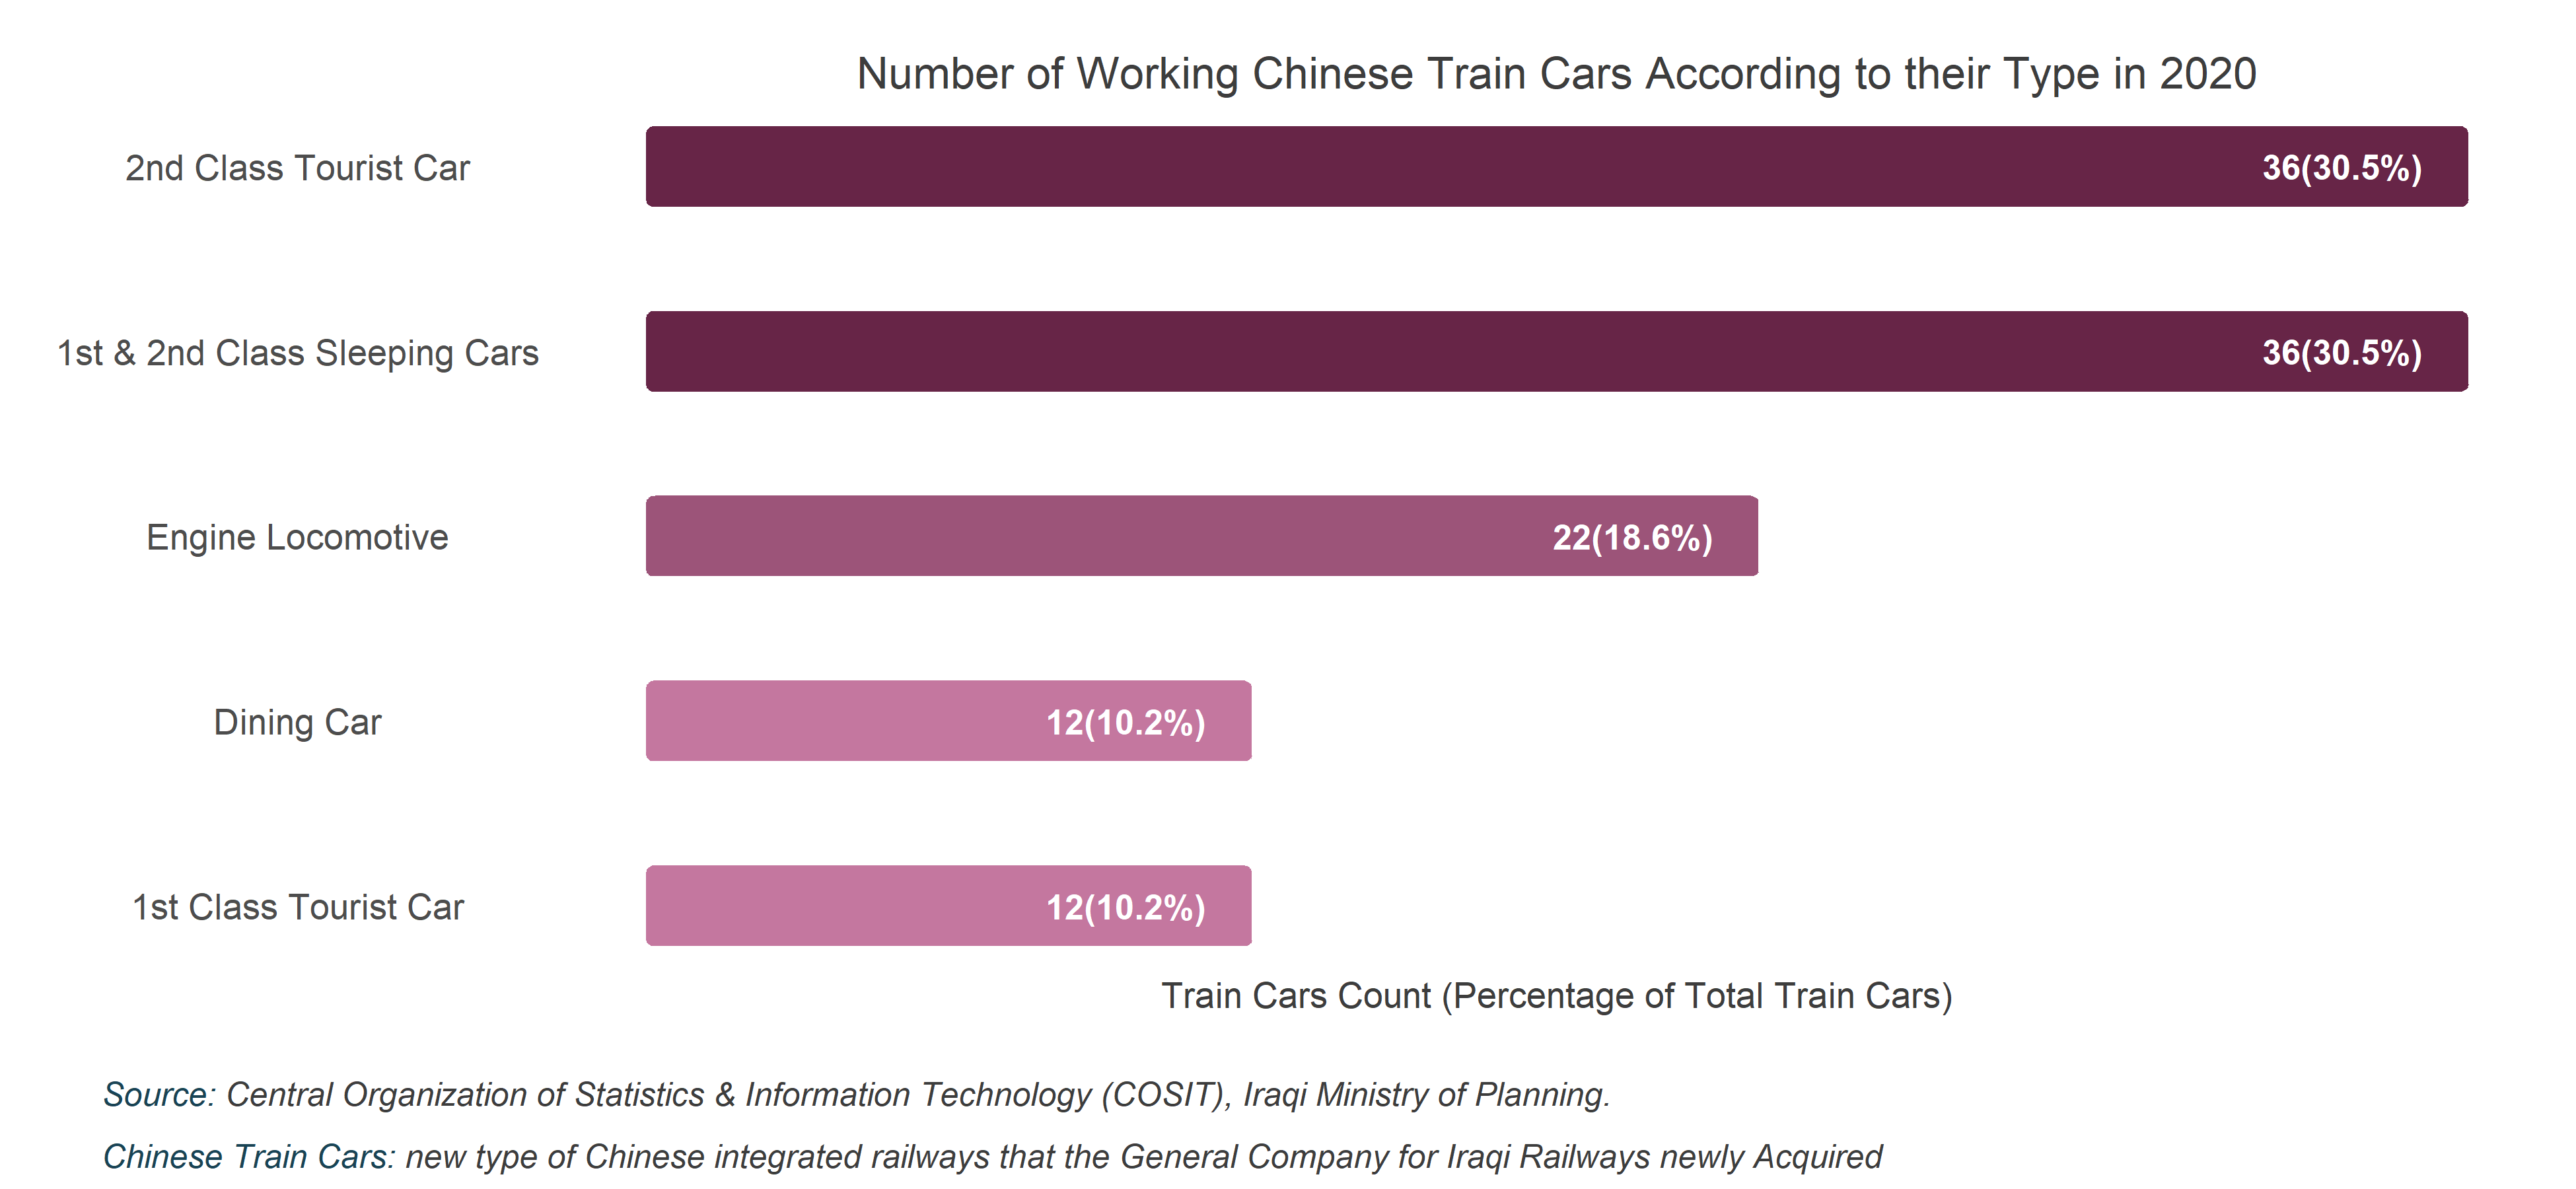 Number of Working Chinese Train Cars According to their Type in 2020
2nd Class Tourist Car
36(30.5%)
1st & 2nd Class Sleeping Cars
36(30.5%)
Engine Locomotive
22(18.6%)
Dining Car
12(10.2%)
1st Class Tourist Car
12(10.2%)
Train Cars Count (Percentage of Total Train Cars)
Source: Central Organization of Statistics & Information Technology (COSIT), Iraqi Ministry of Planning.
Chinese Train Cars: new type of Chinese integrated railways that the General Company for Iraqi Railways newly Acquired